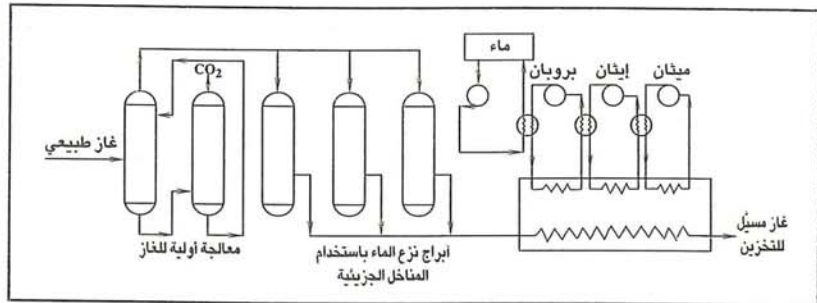 ماء
CO2
بروبان
إيثان
ميثان
غاز طبيعي
غاز مسيّل
للتخزين
معالجة أولية للغاز
أبراج نزع الماء باستخدام
المناخل الجزيئية